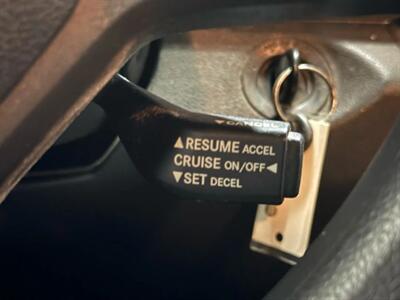 ▼CANCEL
▲RESUME ACCEL
CRUISE ON/OFF◀
▼SET DECEL